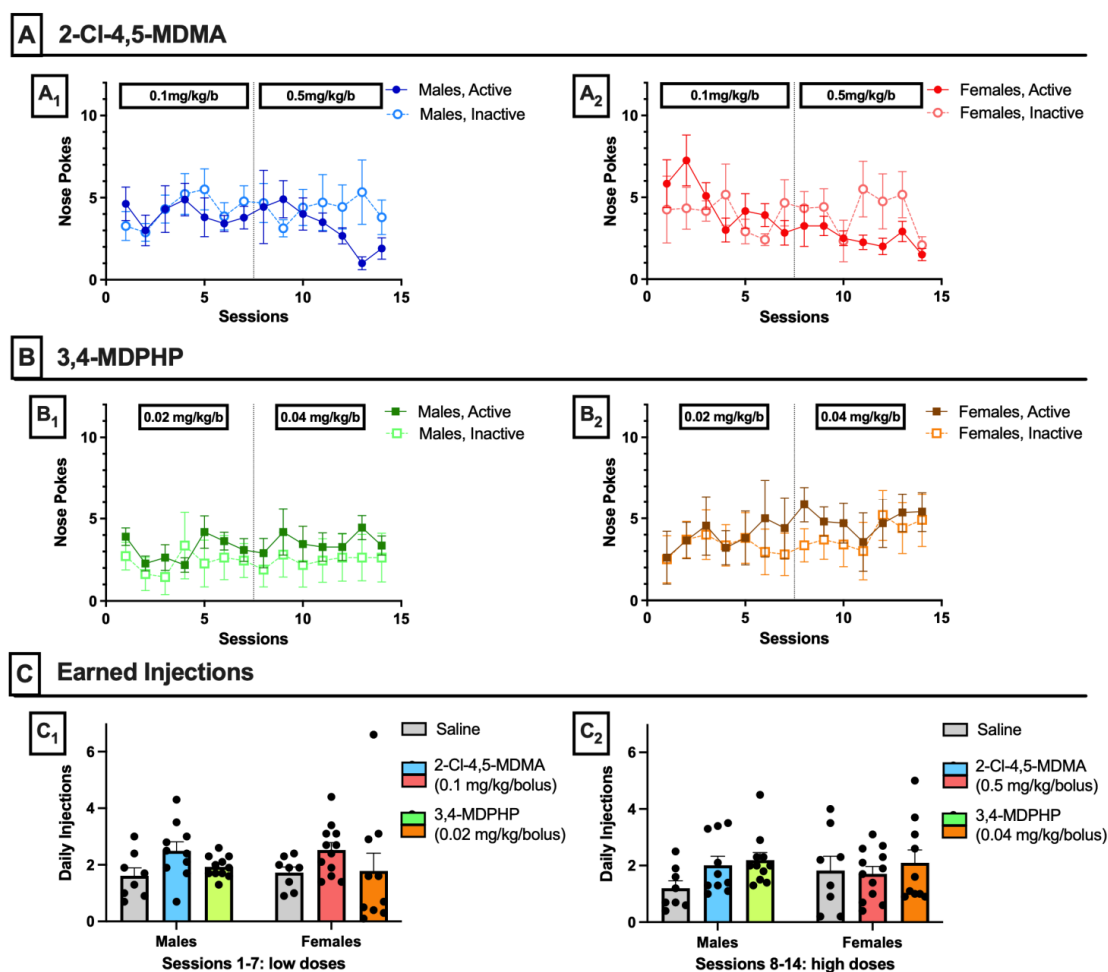 A 2-Cl-4,5-MDMA
A1
0.1mg/kg/b 0.5mg/kg/b
Males, Active
Males, Inactive
Nose Pokes
10
5
0
0 5 10 15
Sessions
A2
0.1mg/kg/b 0.5mg/kg/b
Females, Active
Females, Inactive
Nose Pokes
10
5
0
0 5 10 15
Sessions
B 3,4-MDPHP
B1
0.02 mg/kg/b 0.04 mg/kg/b
Males, Active
Males, Inactive
Nose Pokes
10
5
0
0 5 10 15
Sessions
B2
0.02 mg/kg/b 0.04 mg/kg/b
Females, Active
Females, Inactive
Nose Pokes
10
5
0
0 5 10 15
Sessions
C Earned Injections
C1
Saline
2-Cl-4,5-MDMA
(0.1 mg/kg/bolus)
3,4-MDPHP
(0.02 mg/kg/bolus)
Daily Injections
6
4
2
0
Males Females
Sessions 1-7: low doses
C2
Saline
2-Cl-4,5-MDMA
(0.5 mg/kg/bolus)
3,4-MDPHP
(0.04 mg/kg/bolus)
Daily Injections
6
4
2
0
Males Females
Sessions 8-14: high doses